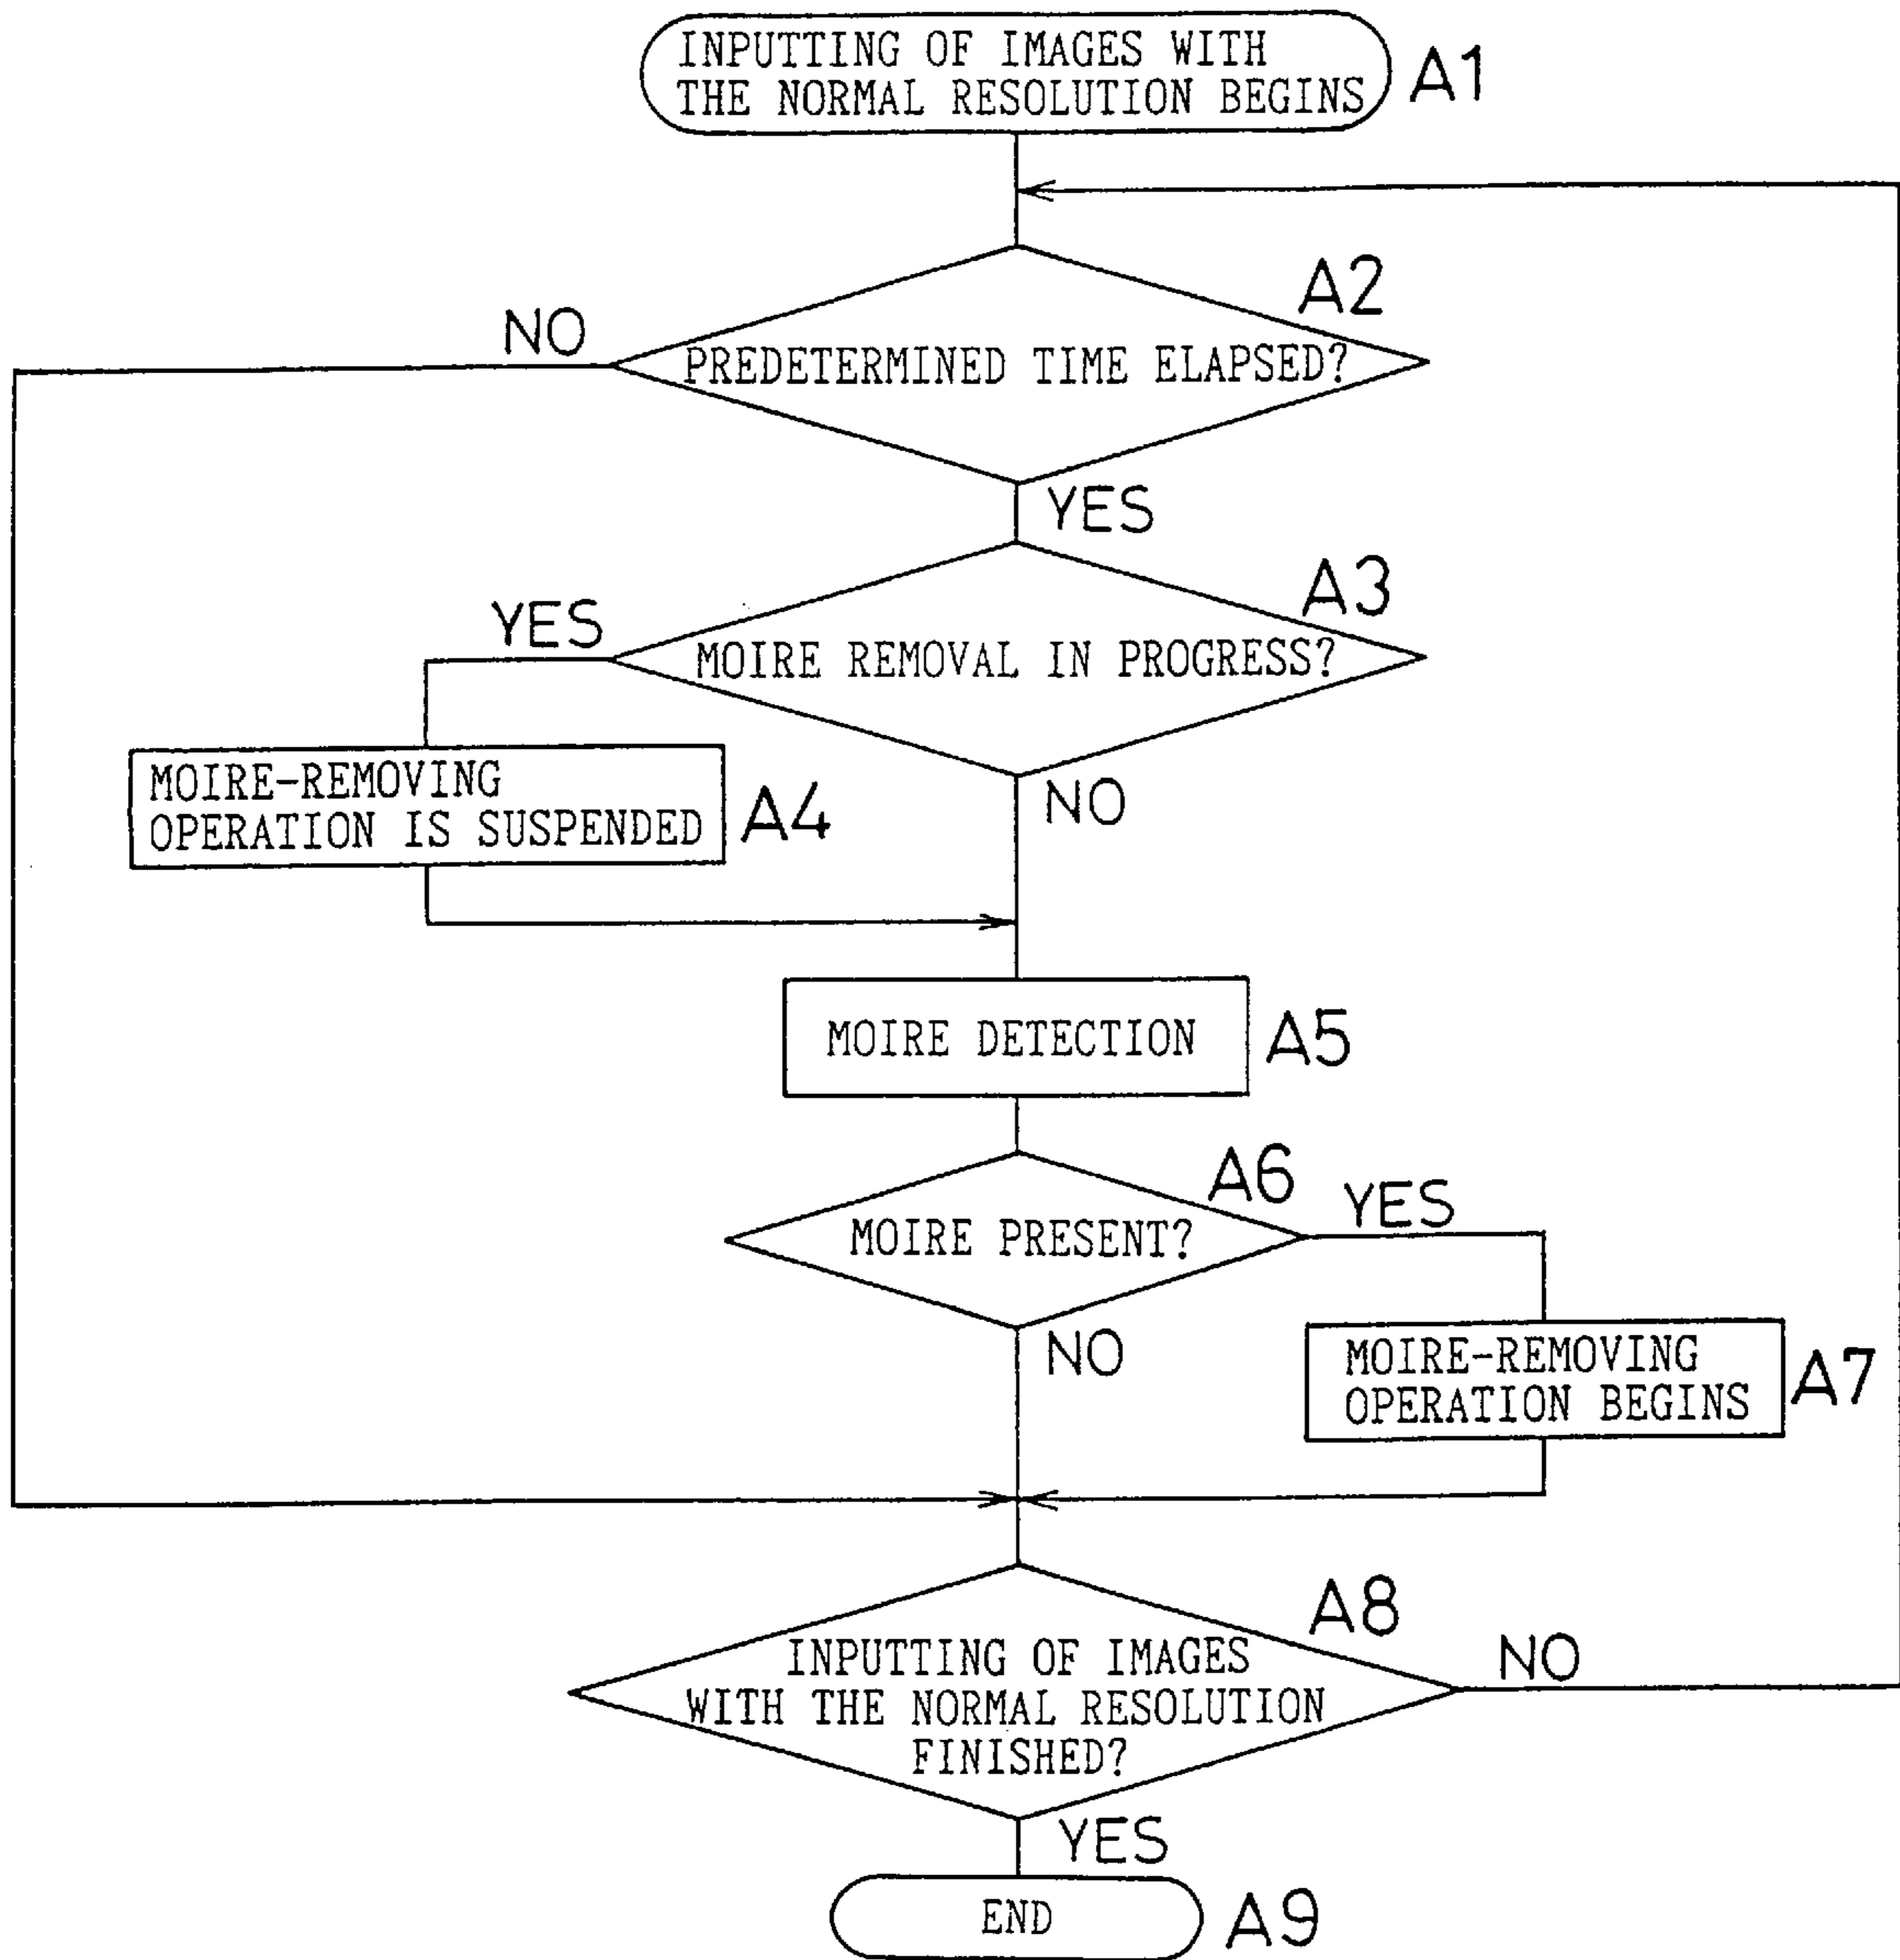 INPUTTING OF IMAGES WITH
THE NORMAL RESOLUTION BEGINS
A1
A2
NO
PREDETERMINED TIME ELAPSED?
YES
A3
YES
MOIRE REMOVAL IN PROGRESS?
MOIRE-REMOVING
OPERATION IS SUSPENDED
A4
NO
MOIRE DETECTION
A5
A6
YES
MOIRE PRESENT?
NO
MOIRE-REMOVING
OPERATION BEGINS
A7
A8
INPUTTING OF IMAGES
WITH THE NORMAL RESOLUTION
FINISHED?
NO
YES
END
A9